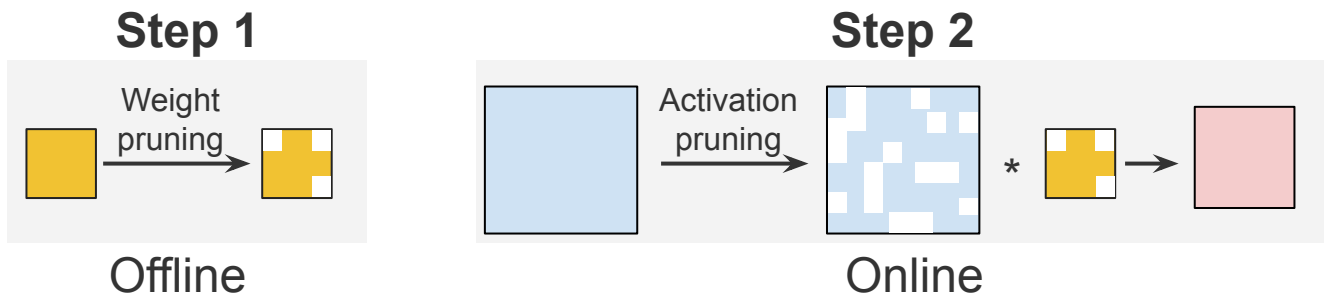 Step 1
Weight
pruning
Offline
Step 2
Activation
pruning
*
Online